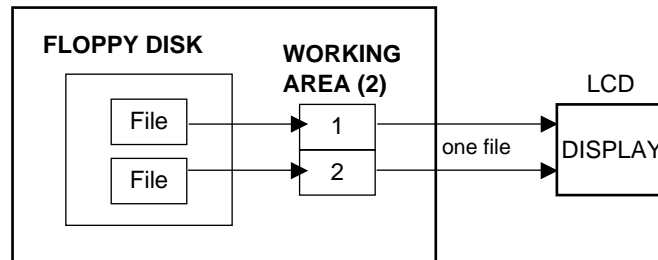 FLOPPY DISK
WORKING
AREA (2)
LCD
File
1
one file
DISPLAY
File
2